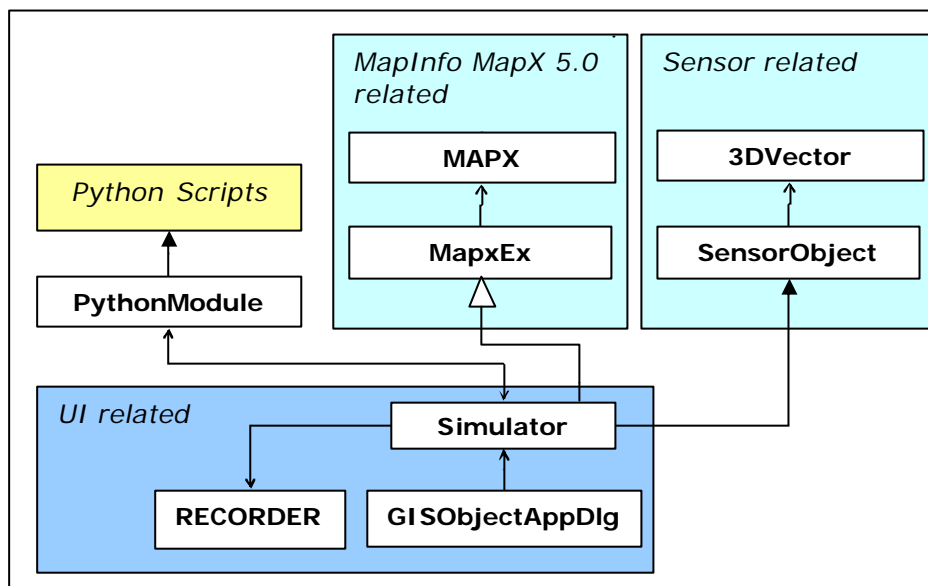 MapInfo MapX 5.0
related
Sensor related
MAPX
3DVector
Python Scripts
MapxEx
SensorObject
PythonModule
UI related
Simulator
RECORDER
GISObjectAppDlg